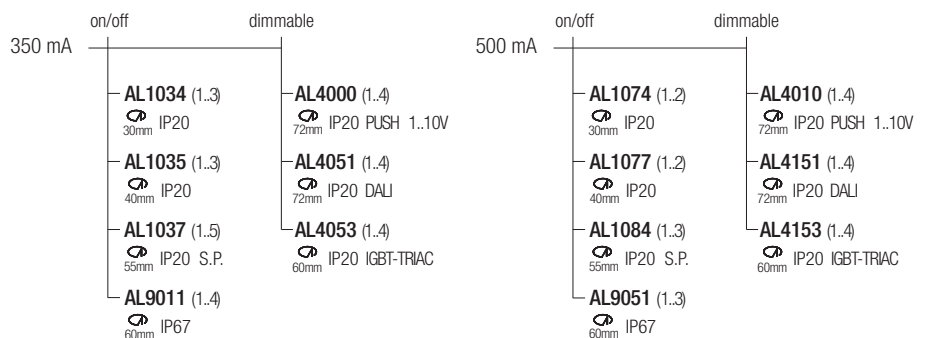 on/off dimmable
350 mA
AL1034 (1..3)
30mm IP20
AL1035 (1..3)
40mm IP20
AL1037 (1..5)
55mm IP20 S.P.
AL9011 (1..4)
60mm IP67
AL4000 (1..4)
72mm IP20 PUSH 1..10V
AL4051 (1..4)
72mm IP20 DALI
AL4053 (1..4)
60mm IP20 IGBT-TRIAC
on/off dimmable
500 mA
AL1074 (1..2)
30mm IP20
AL1077 (1..2)
40mm IP20
AL1084 (1..3)
55mm IP20 S.P.
AL9051 (1..3)
60mm IP67
AL4010 (1..4)
72mm IP20 PUSH 1..10V
AL4151 (1..4)
72mm IP20 DALI
AL4153 (1..4)
60mm IP20 IGBT-TRIAC